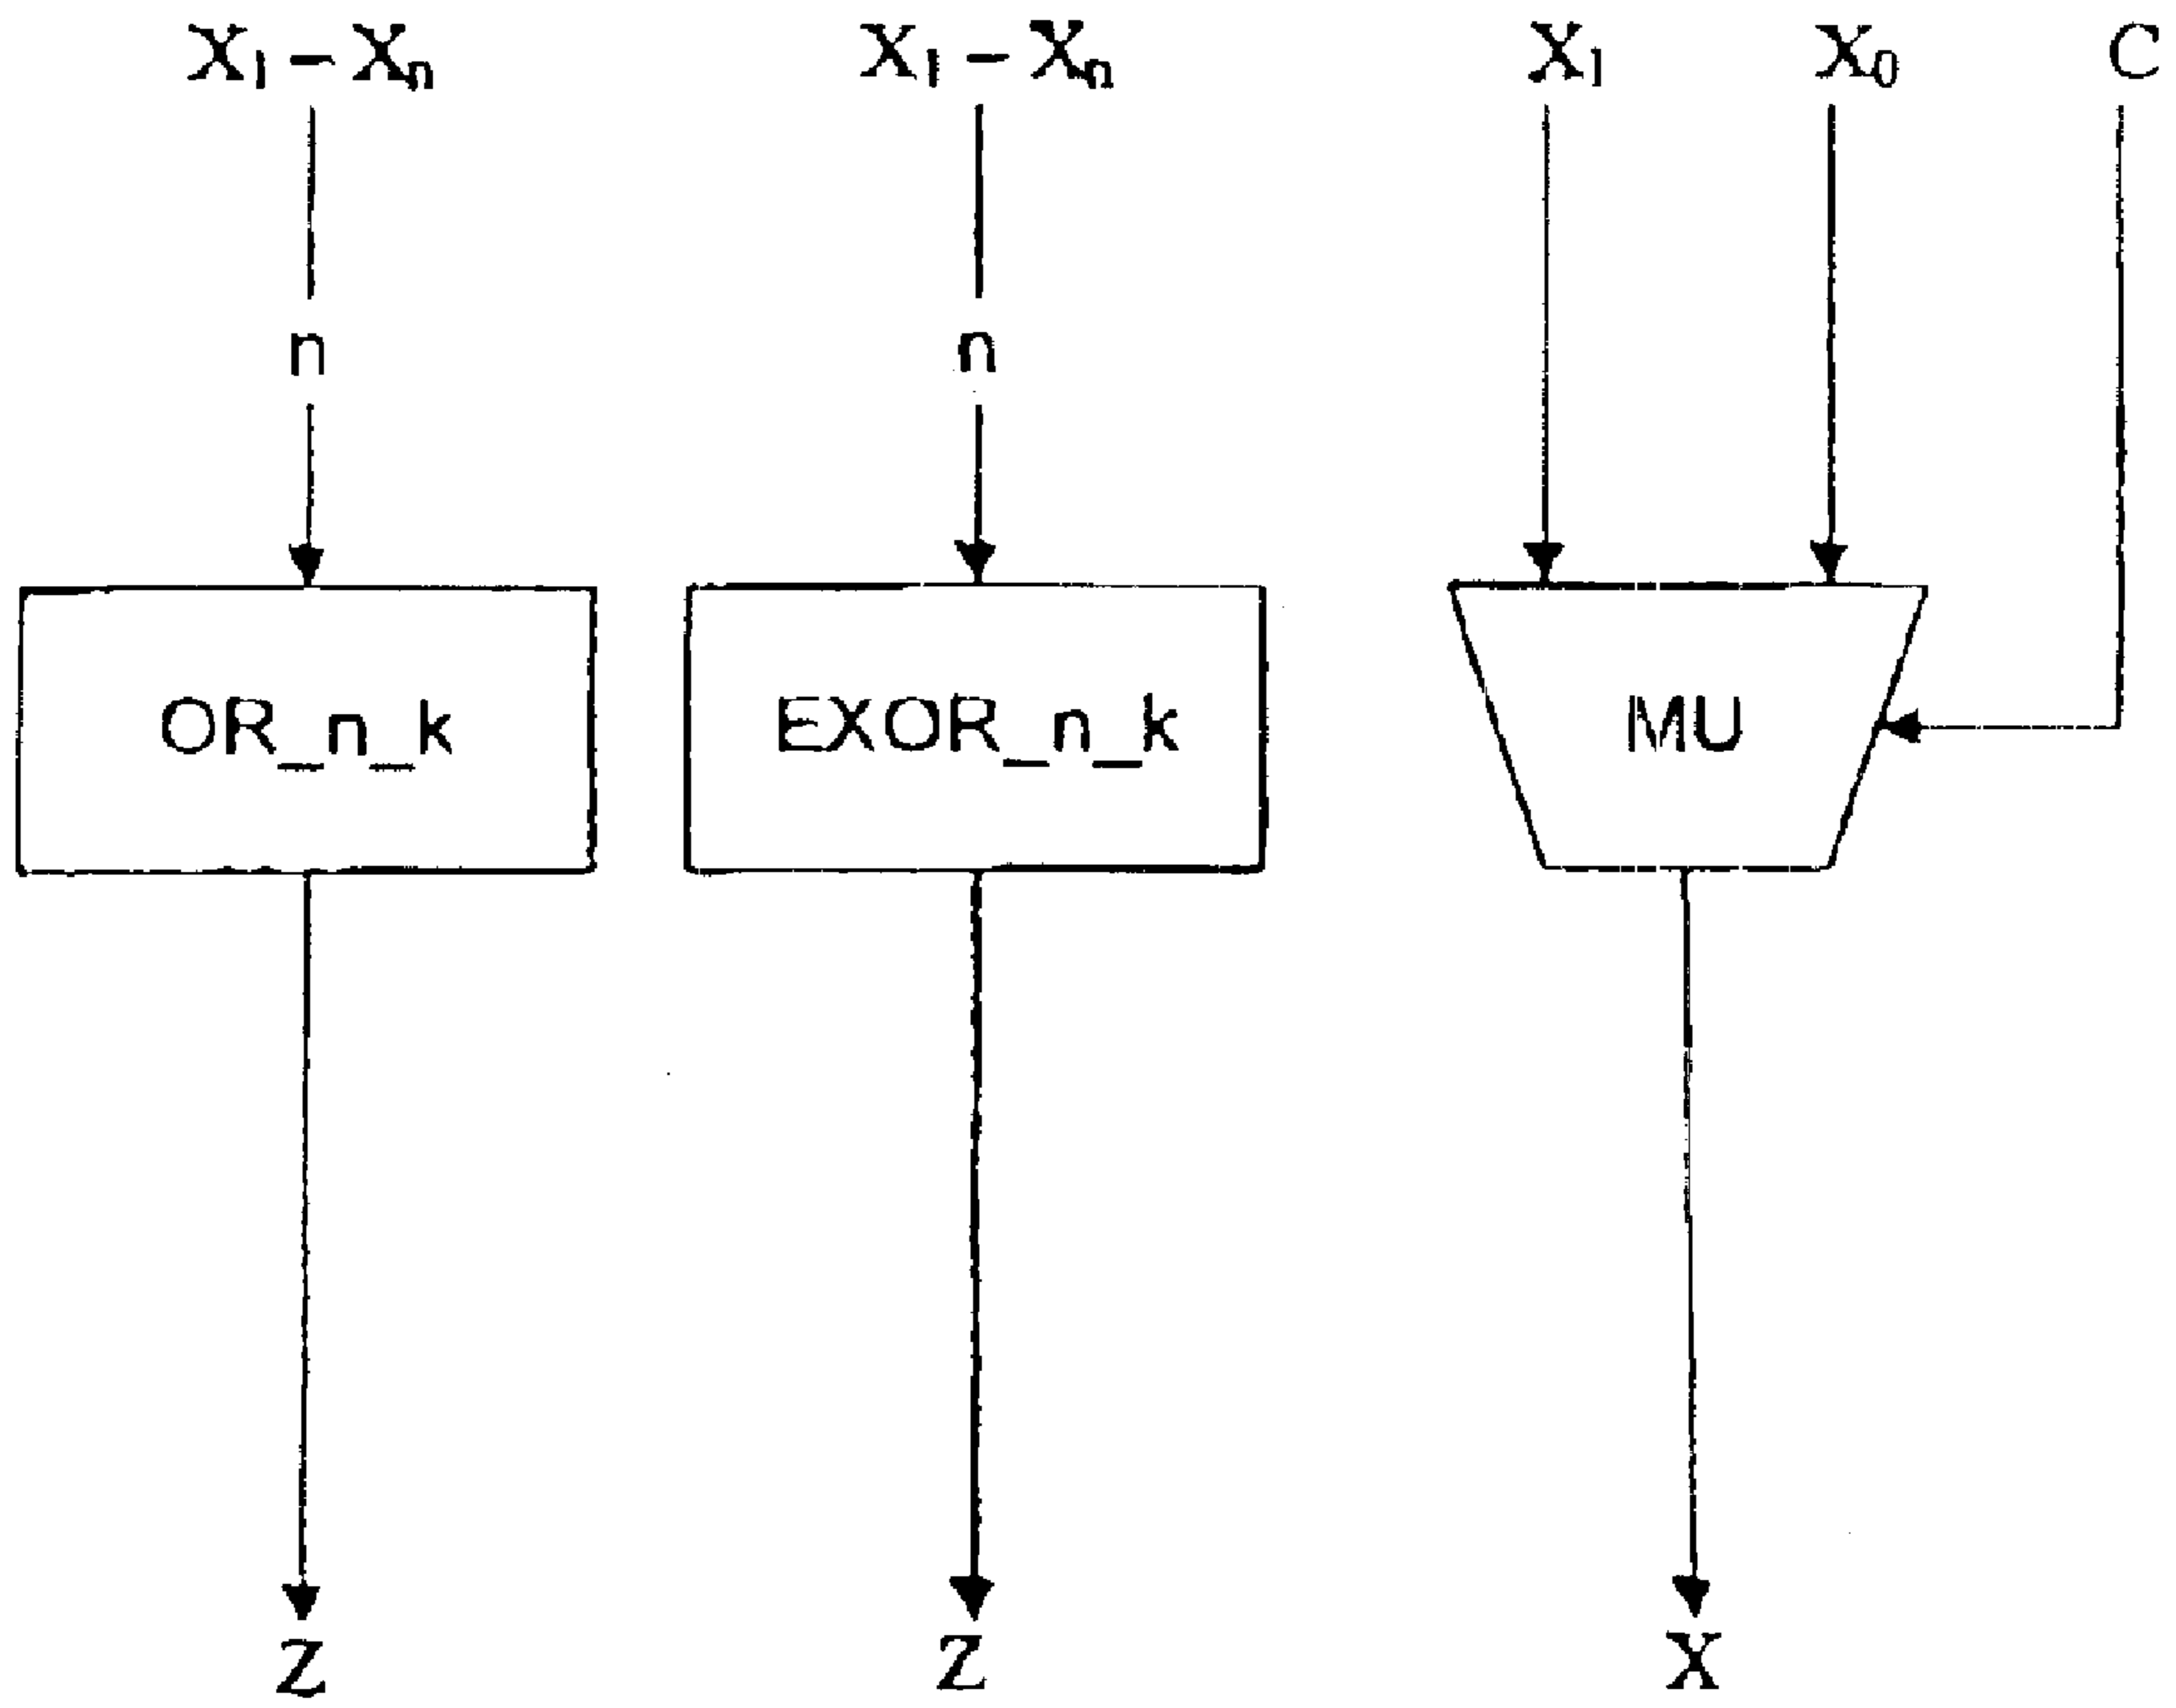 X₁ – Xₙ X₁ – Xₙ X₁ X₀ C
n n
OR_n_k EXOR_n_k MU
Z Z X